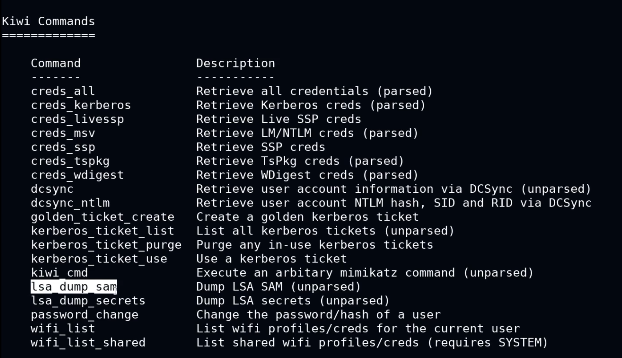 Kiwi Commands
=============
Command Description
------- -----------
creds_all Retrieve all credentials (parsed)
creds_kerberos Retrieve Kerberos creds (parsed)
creds_livessp Retrieve Live SSP creds
creds_msv Retrieve LM/NTLM creds (parsed)
creds_ssp Retrieve SSP creds
creds_tspkg Retrieve TsPkg creds (parsed)
creds_wdigest Retrieve WDigest creds (parsed)
dcsync Retrieve user account information via DCSync (unparsed)
dcsync_ntlm Retrieve user account NTLM hash, SID and RID via DCSync
golden_ticket_create Create a golden kerberos ticket
kerberos_ticket_list List all kerberos tickets (unparsed)
kerberos_ticket_purge Purge any in-use kerberos tickets
kerberos_ticket_use Use a kerberos ticket
kiwi_cmd Execute an arbitary mimikatz command (unparsed)
lsa_dump_sam Dump LSA SAM (unparsed)
lsa_dump_secrets Dump LSA secrets (unparsed)
password_change Change the password/hash of a user
wifi_list List wifi profiles/creds for the current user
wifi_list_shared List shared wifi profiles/creds (requires SYSTEM)